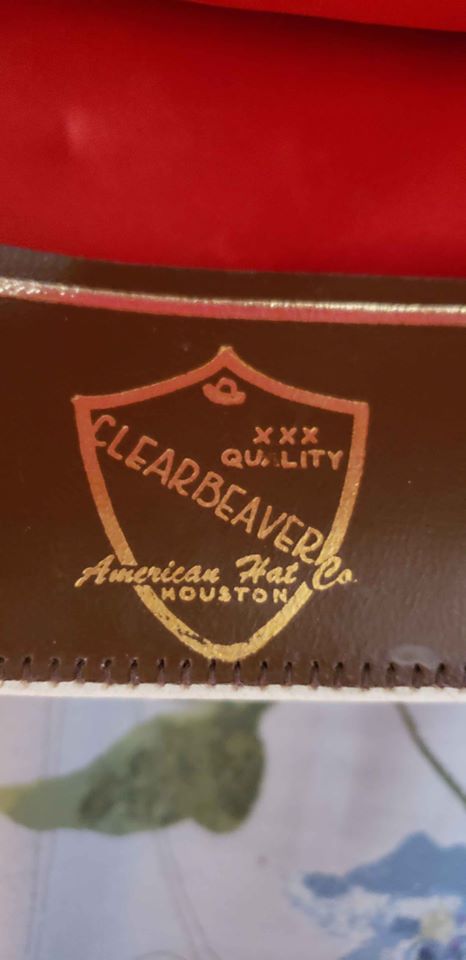 XXX
QUALITY
CLEARBEAVER
American Hat Co.
HOUSTON